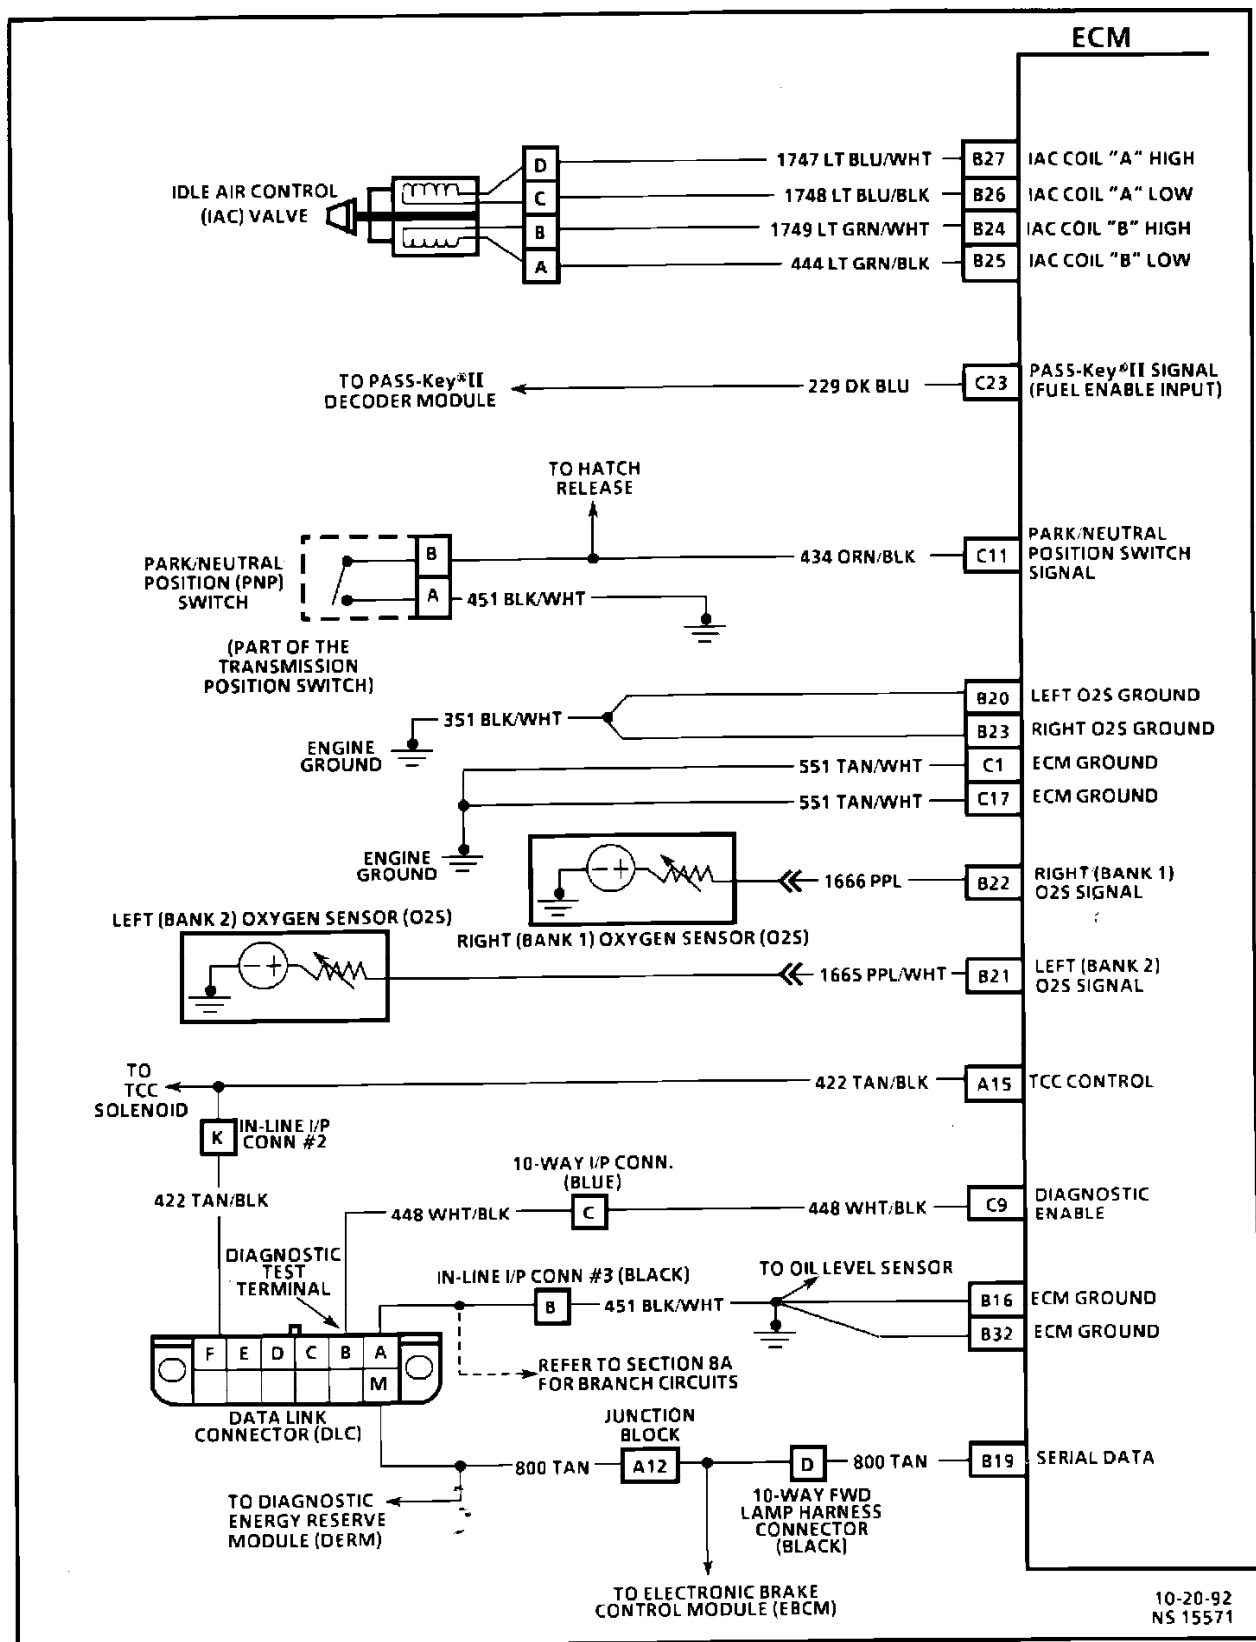 ECM
IDLE AIR CONTROL
(IAC) VALVE
D
C
B
A
1747 LT BLU/WHT
1748 LT BLU/BLK
1749 LT GRN/WHT
444 LT GRN/BLK
B27
B26
B24
B25
IAC COIL "A" HIGH
IAC COIL "A" LOW
IAC COIL "B" HIGH
IAC COIL "B" LOW
TO PASS-Key®II
DECODER MODULE
229 DK BLU
C23
PASS-Key®II SIGNAL
(FUEL ENABLE INPUT)
TO HATCH
RELEASE
PARK/NEUTRAL
POSITION (PNP)
SWITCH
B
A
434 ORN/BLK
451 BLK/WHT
C11
PARK/NEUTRAL
POSITION SWITCH
SIGNAL
(PART OF THE
TRANSMISSION
POSITION SWITCH)
351 BLK/WHT
ENGINE
GROUND
B20
LEFT O2S GROUND
B23
RIGHT O2S GROUND
551 TAN/WHT
C1
ECM GROUND
551 TAN/WHT
C17
ECM GROUND
ENGINE
GROUND
1666 PPL
B22
RIGHT (BANK 1)
O2S SIGNAL
RIGHT (BANK 1) OXYGEN SENSOR (O2S)
LEFT (BANK 2) OXYGEN SENSOR (O2S)
1665 PPL/WHT
B21
LEFT (BANK 2)
O2S SIGNAL
TO
TCC
SOLENOID
422 TAN/BLK
A15
TCC CONTROL
K
IN-LINE I/P
CONN #2
422 TAN/BLK
10-WAY I/P CONN.
(BLUE)
448 WHT/BLK
C
448 WHT/BLK
C9
DIAGNOSTIC
ENABLE
DIAGNOSTIC
TEST
TERMINAL
IN-LINE I/P CONN #3 (BLACK)
B
451 BLK/WHT
TO OIL LEVEL SENSOR
B16
ECM GROUND
B32
ECM GROUND
F E D C B A
M
DATA LINK
CONNECTOR (DLC)
REFER TO SECTION 8A
FOR BRANCH CIRCUITS
JUNCTION
BLOCK
800 TAN
A12
D
800 TAN
B19
SERIAL DATA
10-WAY FWD
LAMP HARNESS
CONNECTOR
(BLACK)
TO DIAGNOSTIC
ENERGY RESERVE
MODULE (DERM)
TO ELECTRONIC BRAKE
CONTROL MODULE (EBCM)
10-20-92
NS 15571